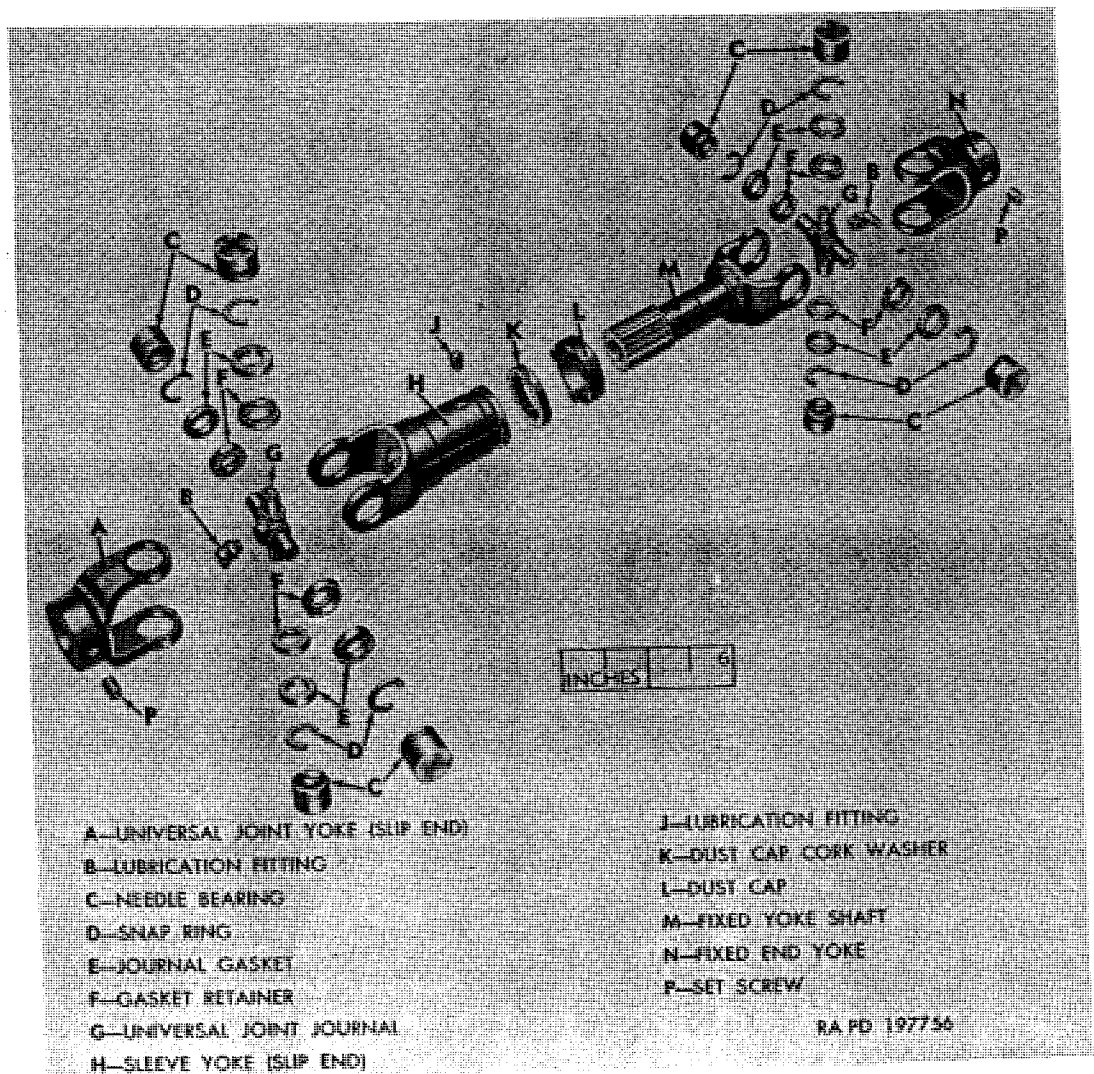 C
D
N
E
F
B
G
P
C
M
D
L
J
K
E
F
F
H
E
D
G
C
B
A
F
6
INCHES
P
E
D
C
A—UNIVERSAL JOINT YOKE (SLIP END)
B—LUBRICATION FITTING
C—NEEDLE BEARING
D—SNAP RING
E—JOURNAL GASKET
F—GASKET RETAINER
G—UNIVERSAL JOINT JOURNAL
H—SLEEVE YOKE (SLIP END)
J—LUBRICATION FITTING
K—DUST CAP CORK WASHER
L—DUST CAP
M—FIXED YOKE SHAFT
N—FIXED END YOKE
P—SET SCREW
RA PD 197756